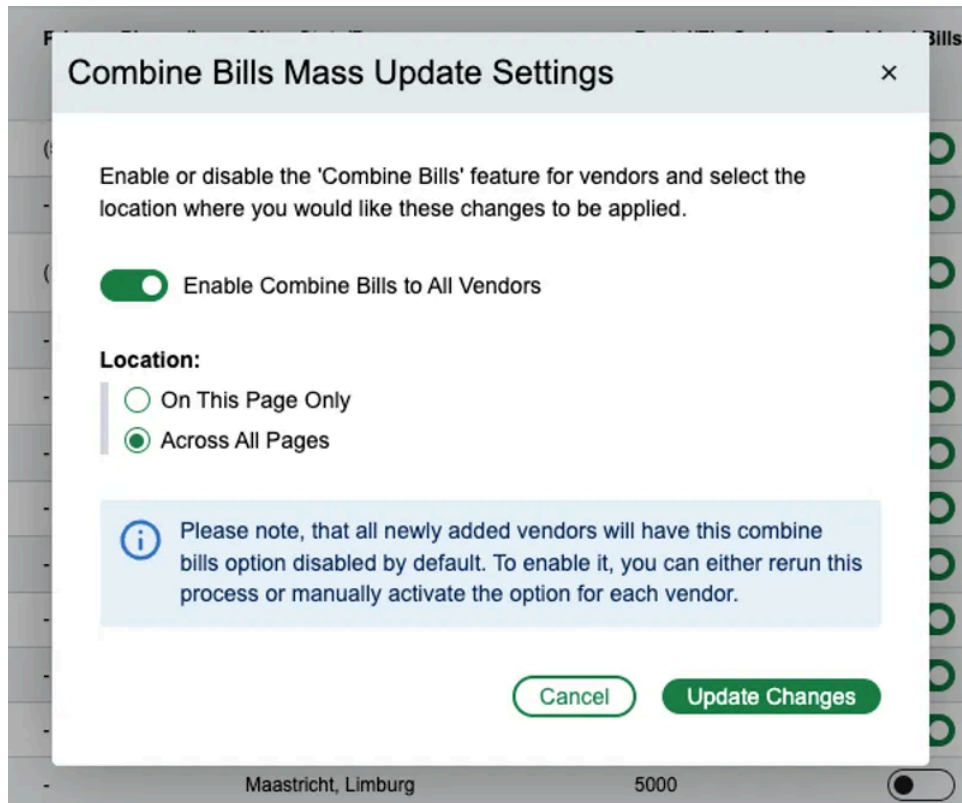 Bills
Combine Bills Mass Update Settings
Enable or disable the 'Combine Bills' feature for vendors and select the
location where you would like these changes to be applied.
Enable Combine Bills to All Vendors
Location:
On This Page Only
Across All Pages
Please note, that all newly added vendors will have this combine
bills option disabled by default. To enable it, you can either rerun this
process or manually activate the option for each vendor.
Cancel
Update Changes
- Maastricht, Limburg 5000